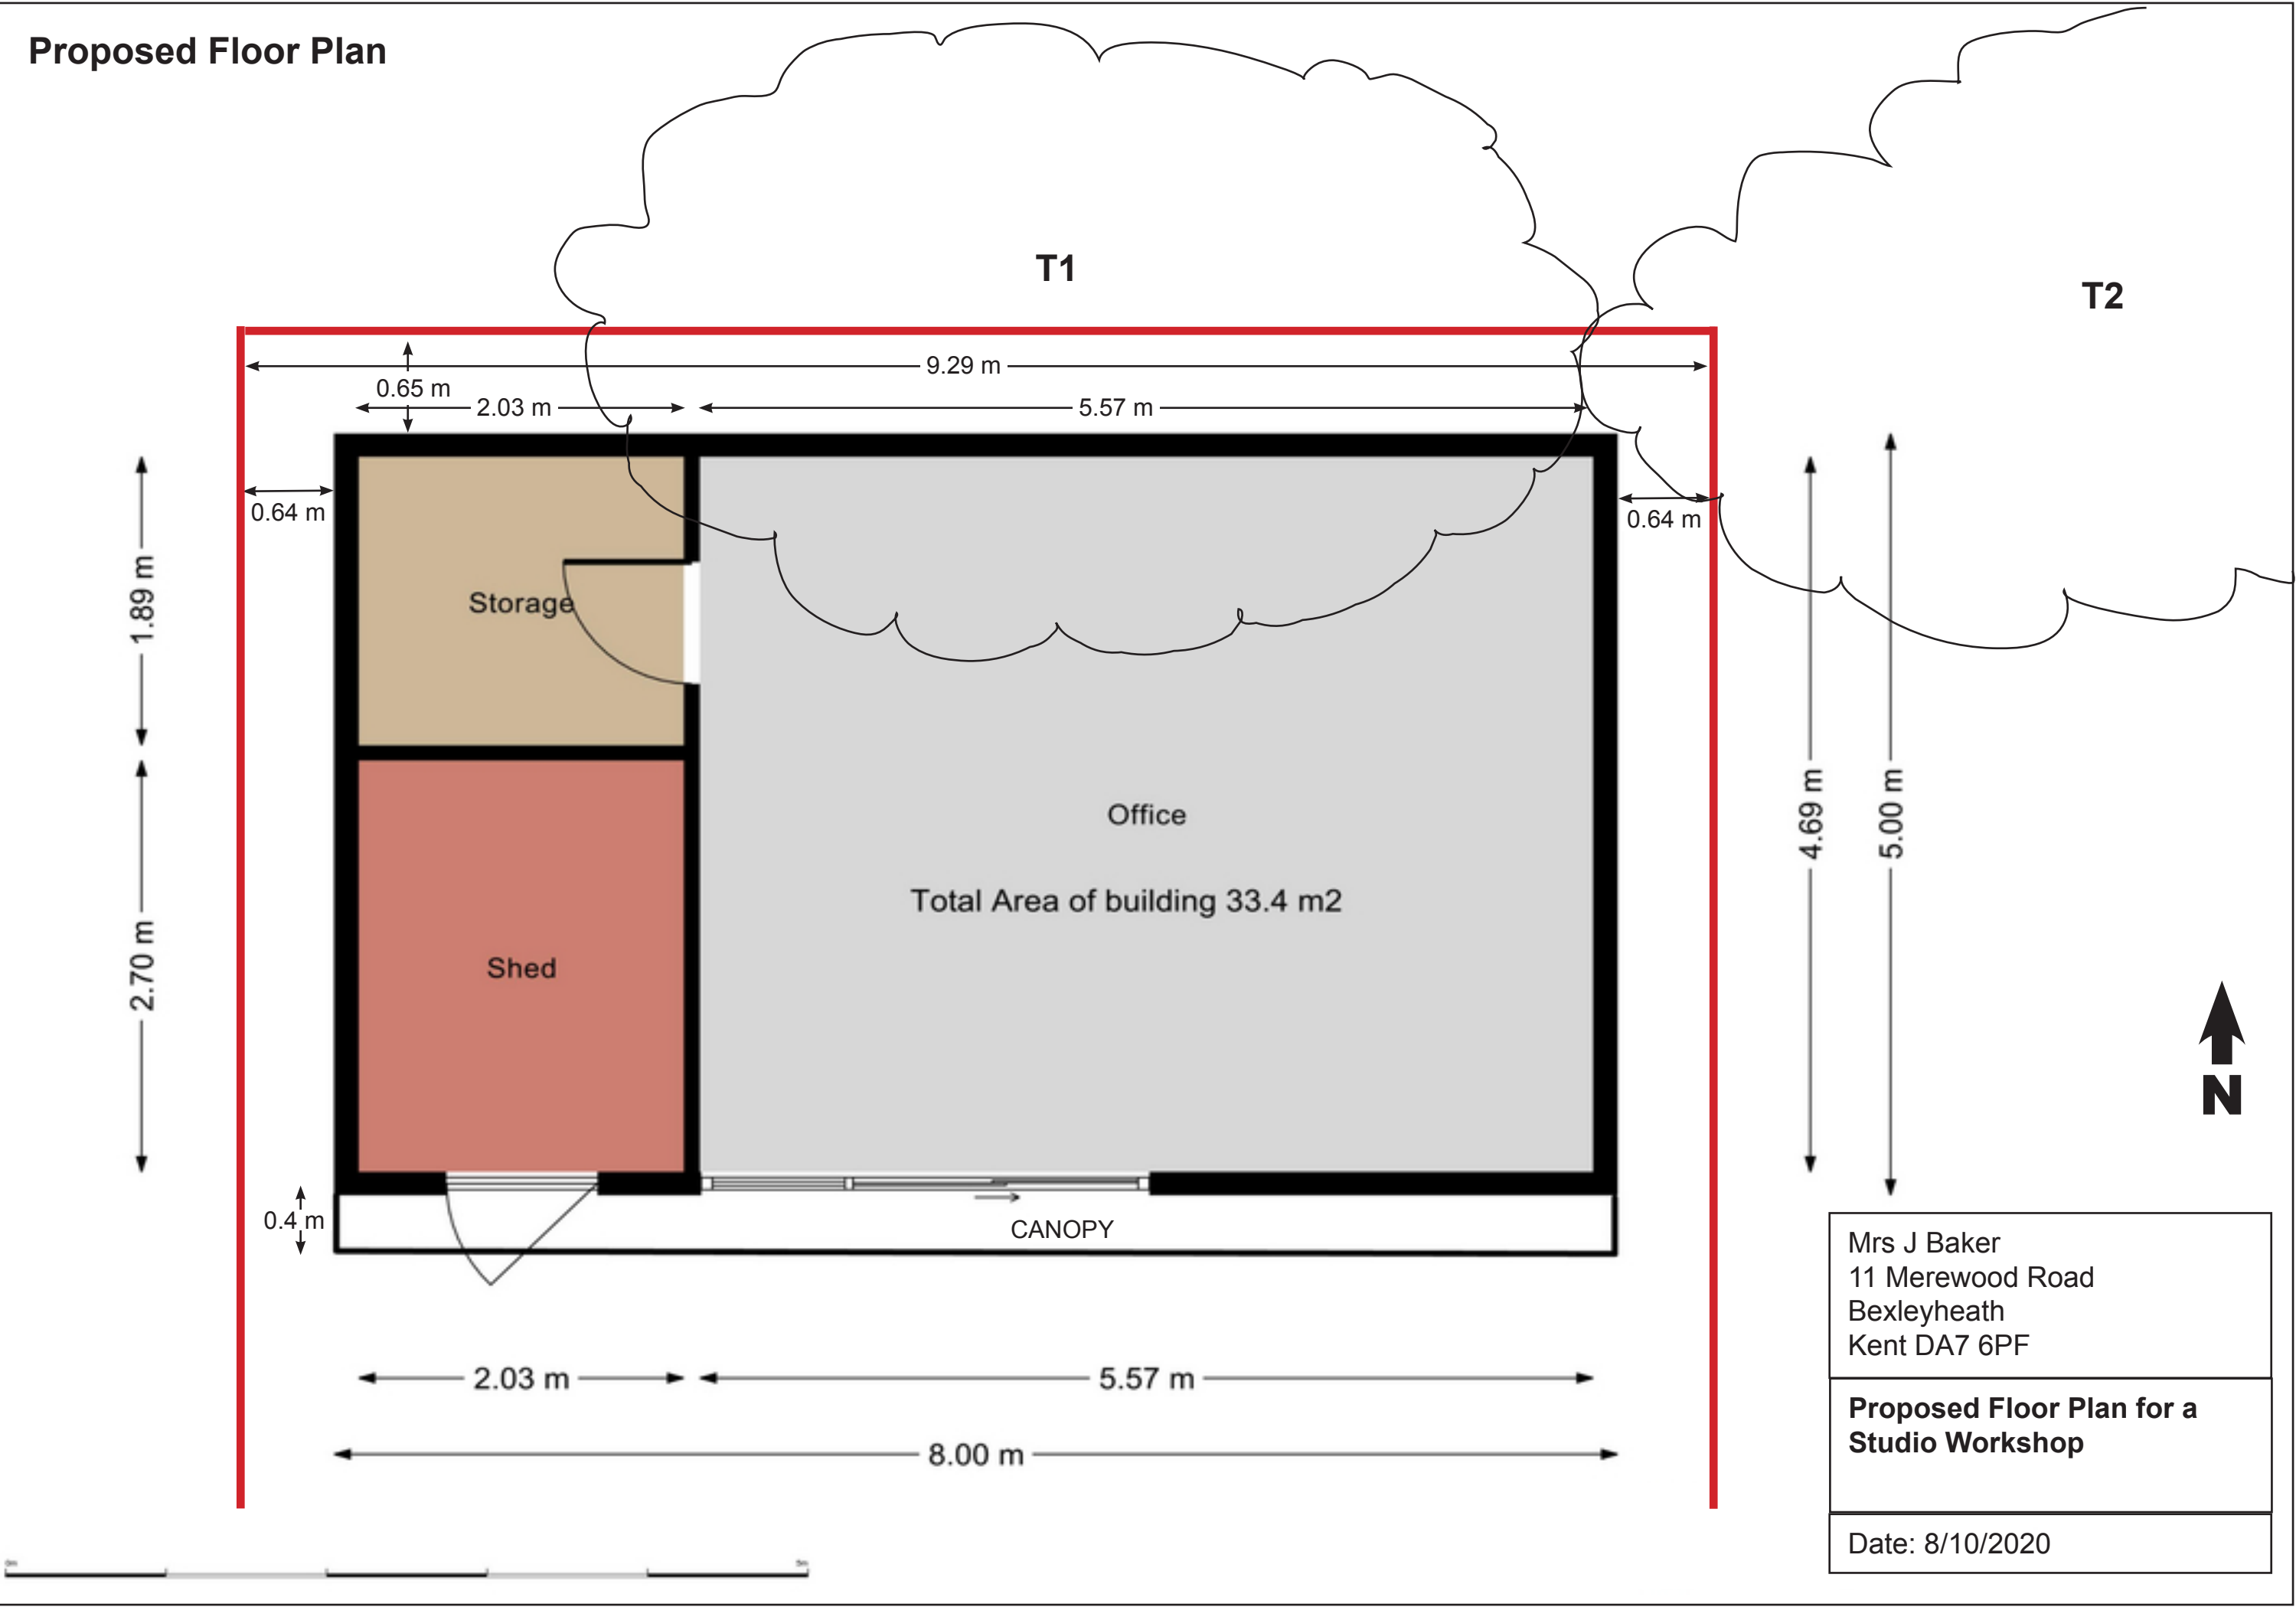 Proposed Floor Plan
T1
T2
9.29 m
0.65 m
2.03 m
5.57 m
0.64 m
0.64 m
1.89 m
Storage
4.69 m
5.00 m
Office
Total Area of building 33.4 m2
2.70 m
Shed
N
0.4 m
CANOPY
Mrs J Baker
11 Merewood Road
Bexleyheath
Kent DA7 6PF
2.03 m
5.57 m
Proposed Floor Plan for a
Studio Workshop
8.00 m
Date: 8/10/2020
0m
5m